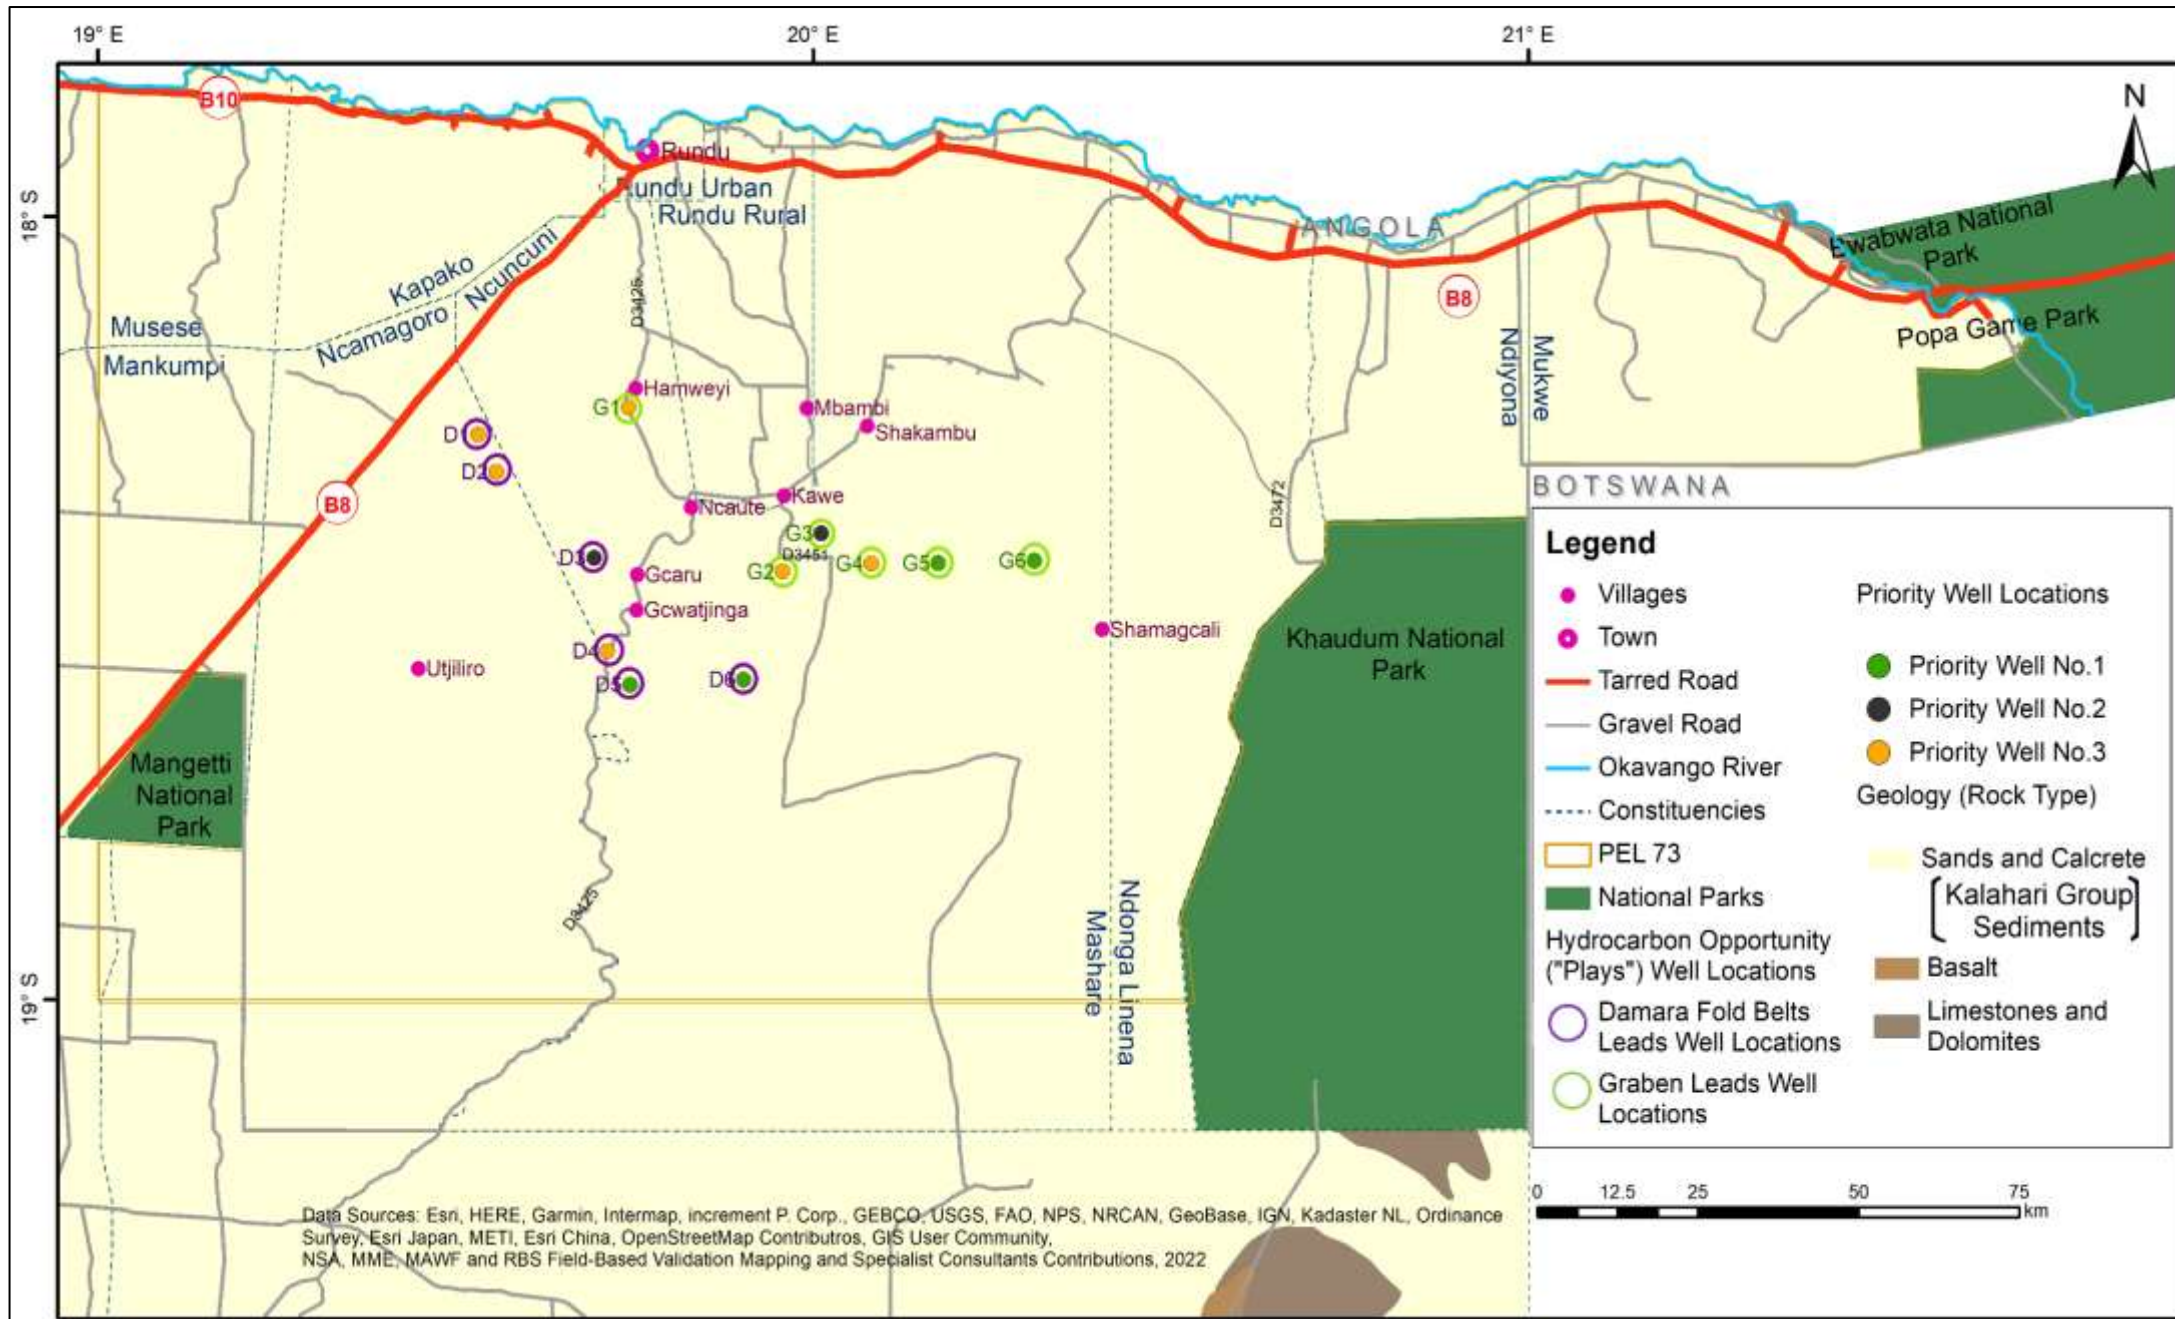 19° E
20° E
21° E
N
B10
Rundu
Rundu Urban
Rundu Rural
18° S
ANGOLA
Bwabwata National
Park
Kapako
Ncuncuni
D3425
B8
Popa Game Park
Musese
Mankumpi
Ncamagoro
Ndiyona
Mukwe
Hamweyi
G1
Mbambi
Shakambu
D1
D2
B8
Kawe
Ncaute
D3472
BOTSWANA
G3
D3451
D3
G2
G4
G5
G6
Gcaru
Gcwatjinga
Shamagcali
Khaudum National
Park
D4
Utjiliro
D5
D6
Mangetti
National
Park
D3425
Ndonga Linena
Mashare
19° S
Legend
Villages
Town
Tarred Road
Gravel Road
Okavango River
Constituencies
PEL 73
National Parks
Hydrocarbon Opportunity
("Plays") Well Locations
Damara Fold Belts
Leads Well Locations
Graben Leads Well
Locations
Priority Well Locations
Priority Well No.1
Priority Well No.2
Priority Well No.3
Geology (Rock Type)
Sands and Calcrete
[Kalahari Group
Sediments]
Basalt
Limestones and
Dolomites
0 12.5 25 50 75
km
Data Sources: Esri, HERE, Garmin, Intermap, increment P. Corp., GEBCO, USGS, FAO, NPS, NRCAN, GeoBase, IGN, Kadaster NL, Ordinance
Survey, Esri Japan, METI, Esri China, OpenStreetMap Contributros, GIS User Community,
NSA, MME, MAWF and RBS Field-Based Validation Mapping and Specialist Consultants Contributions, 2022